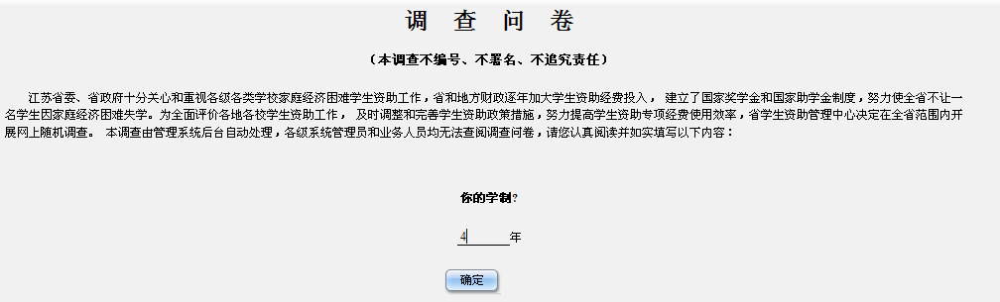 调 查 问 卷
（本调查不编号、不署名、不追究责任）
江苏省委、省政府十分关心和重视各级各类学校家庭经济困难学生资助工作，省和地方财政逐年加大学生资助经费投入， 建立了国家奖学金和国家助学金制度，努力使全省不让一
名学生因家庭经济困难失学。为全面评价各地各校学生资助工作， 及时调整和完善学生资助政策措施，努力提高学生资助专项经费使用效率，省学生资助管理中心决定在全省范围内开
展网上随机调查。 本调查由管理系统后台自动处理，各级系统管理员和业务人员均无法查阅调查问卷，请您认真阅读并如实填写以下内容：
你的学制?
4 年
确定